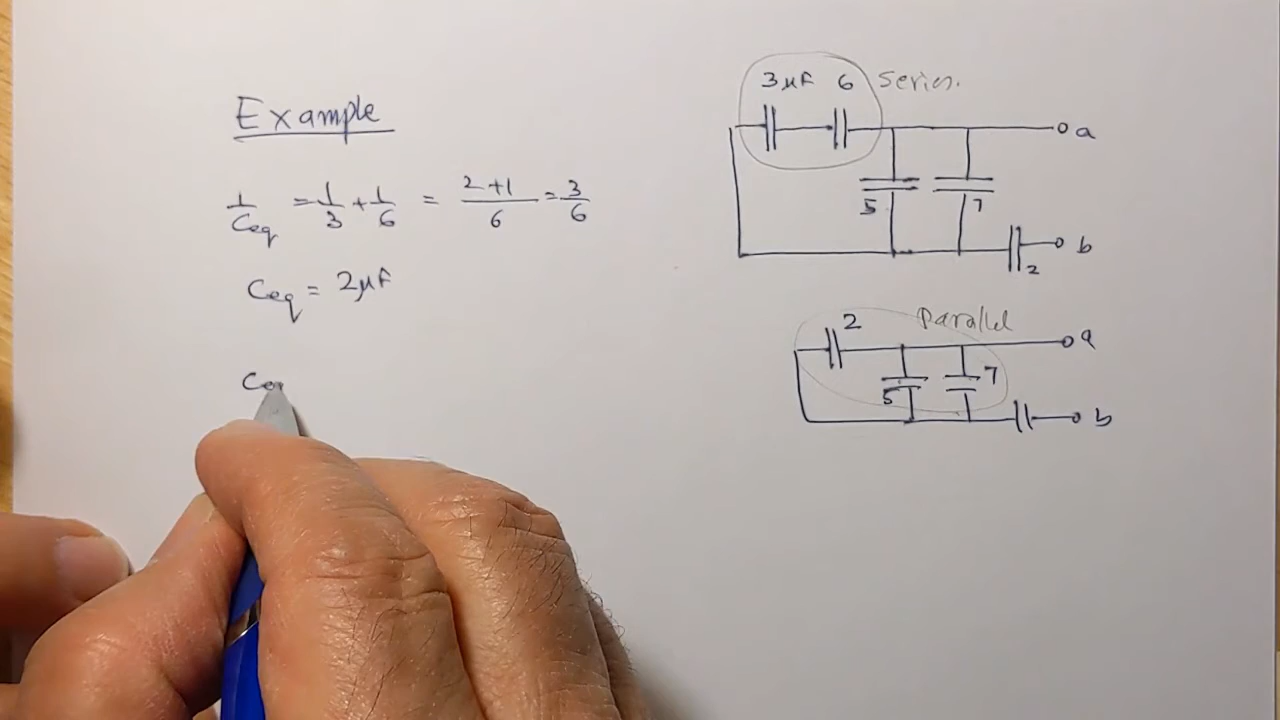 Example
1/Ceq = 1/3 + 1/6 = 2+1/6 = 3/6
Ceq = 2μF
Ceq
3μF 6 Series.
a
5 7
b
2
2 Parallel
a
5 7
b